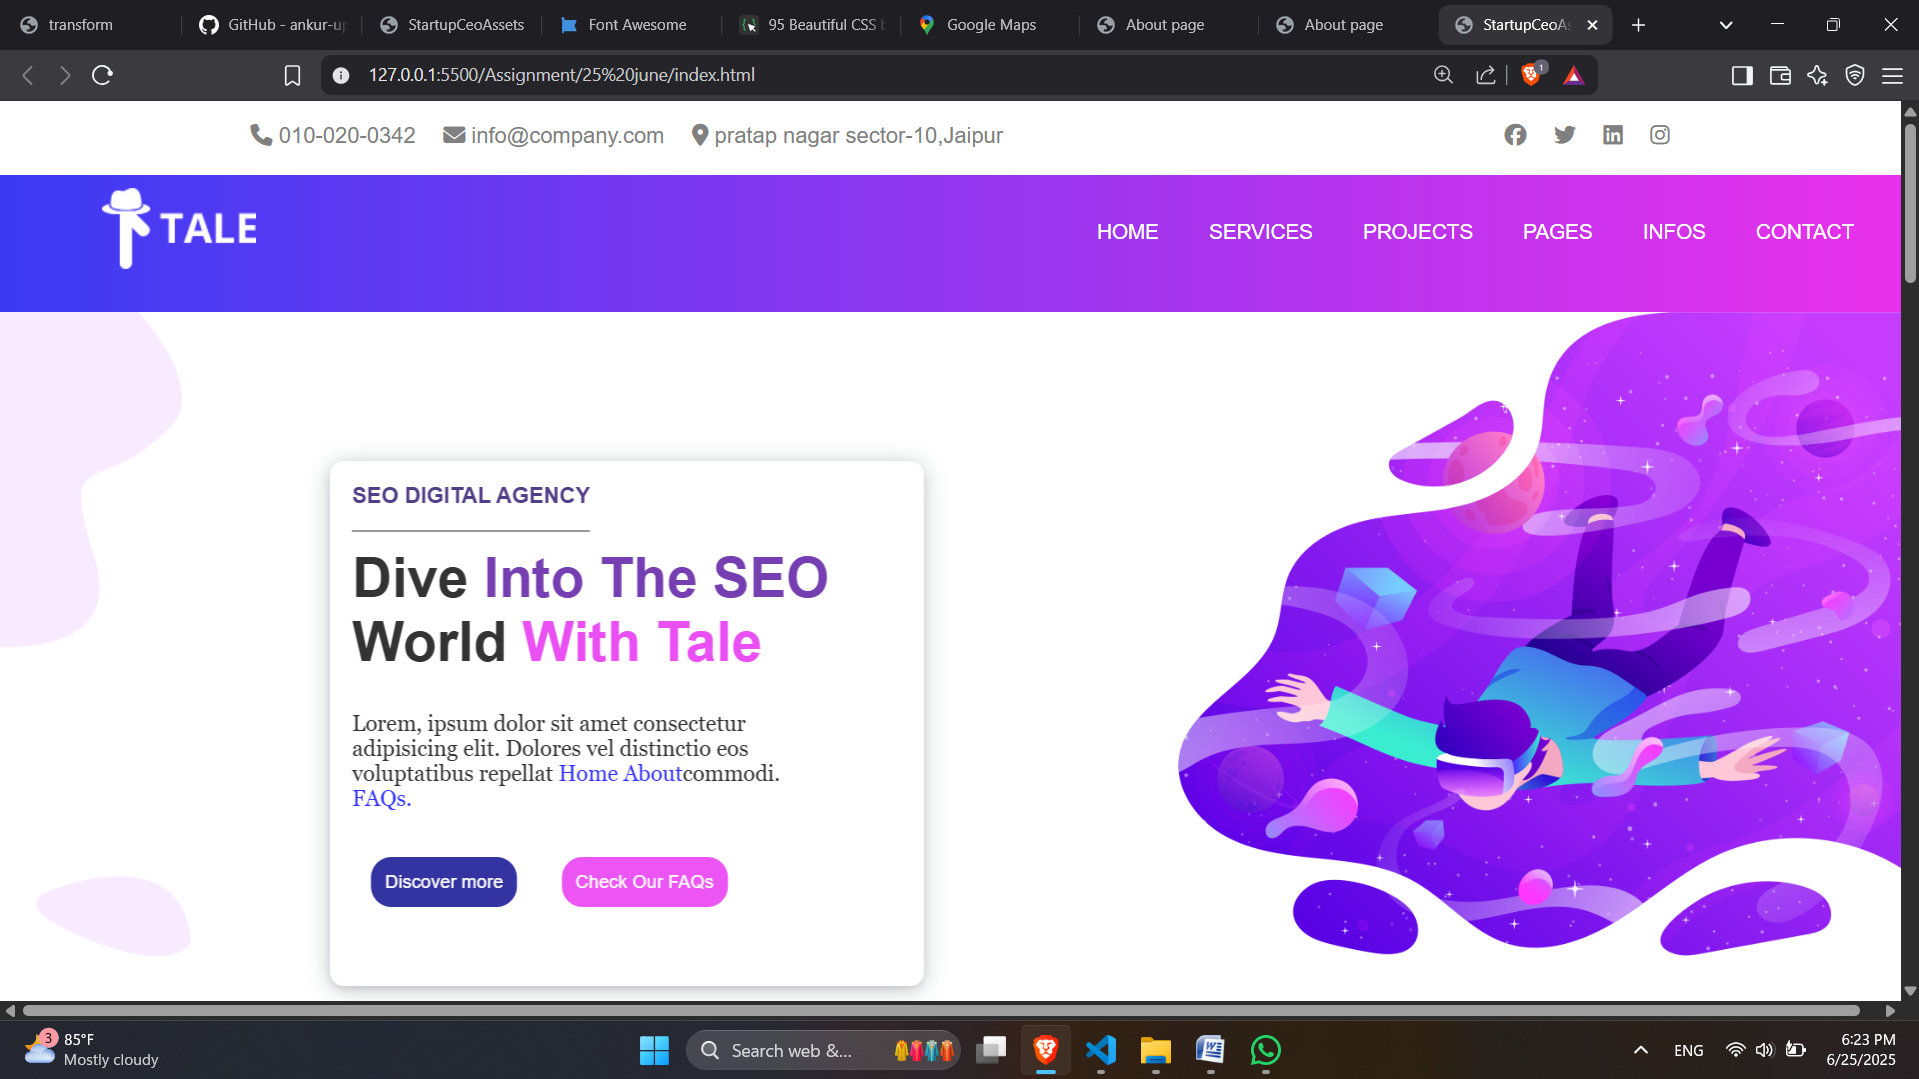 transform
GitHub - ankur-up
StartupCeoAssets
Font Awesome
95 Beautiful CSS b
Google Maps
About page
About page
StartupCeoAs
127.0.0.1:5500/Assignment/25%20june/index.html
1
010-020-0342
info@company.com
pratap nagar sector-10,Jaipur
TALE
HOME
SERVICES
PROJECTS
PAGES
INFOS
CONTACT
SEO DIGITAL AGENCY
Dive Into The SEO
World With Tale
Lorem, ipsum dolor sit amet consectetur
adipisicing elit. Dolores vel distinctio eos
voluptatibus repellat Home Aboutcommodi.
FAQs.
Discover more
Check Our FAQs
3
85°F
Mostly cloudy
Search web &...
ENG
6:23 PM
6/25/2025